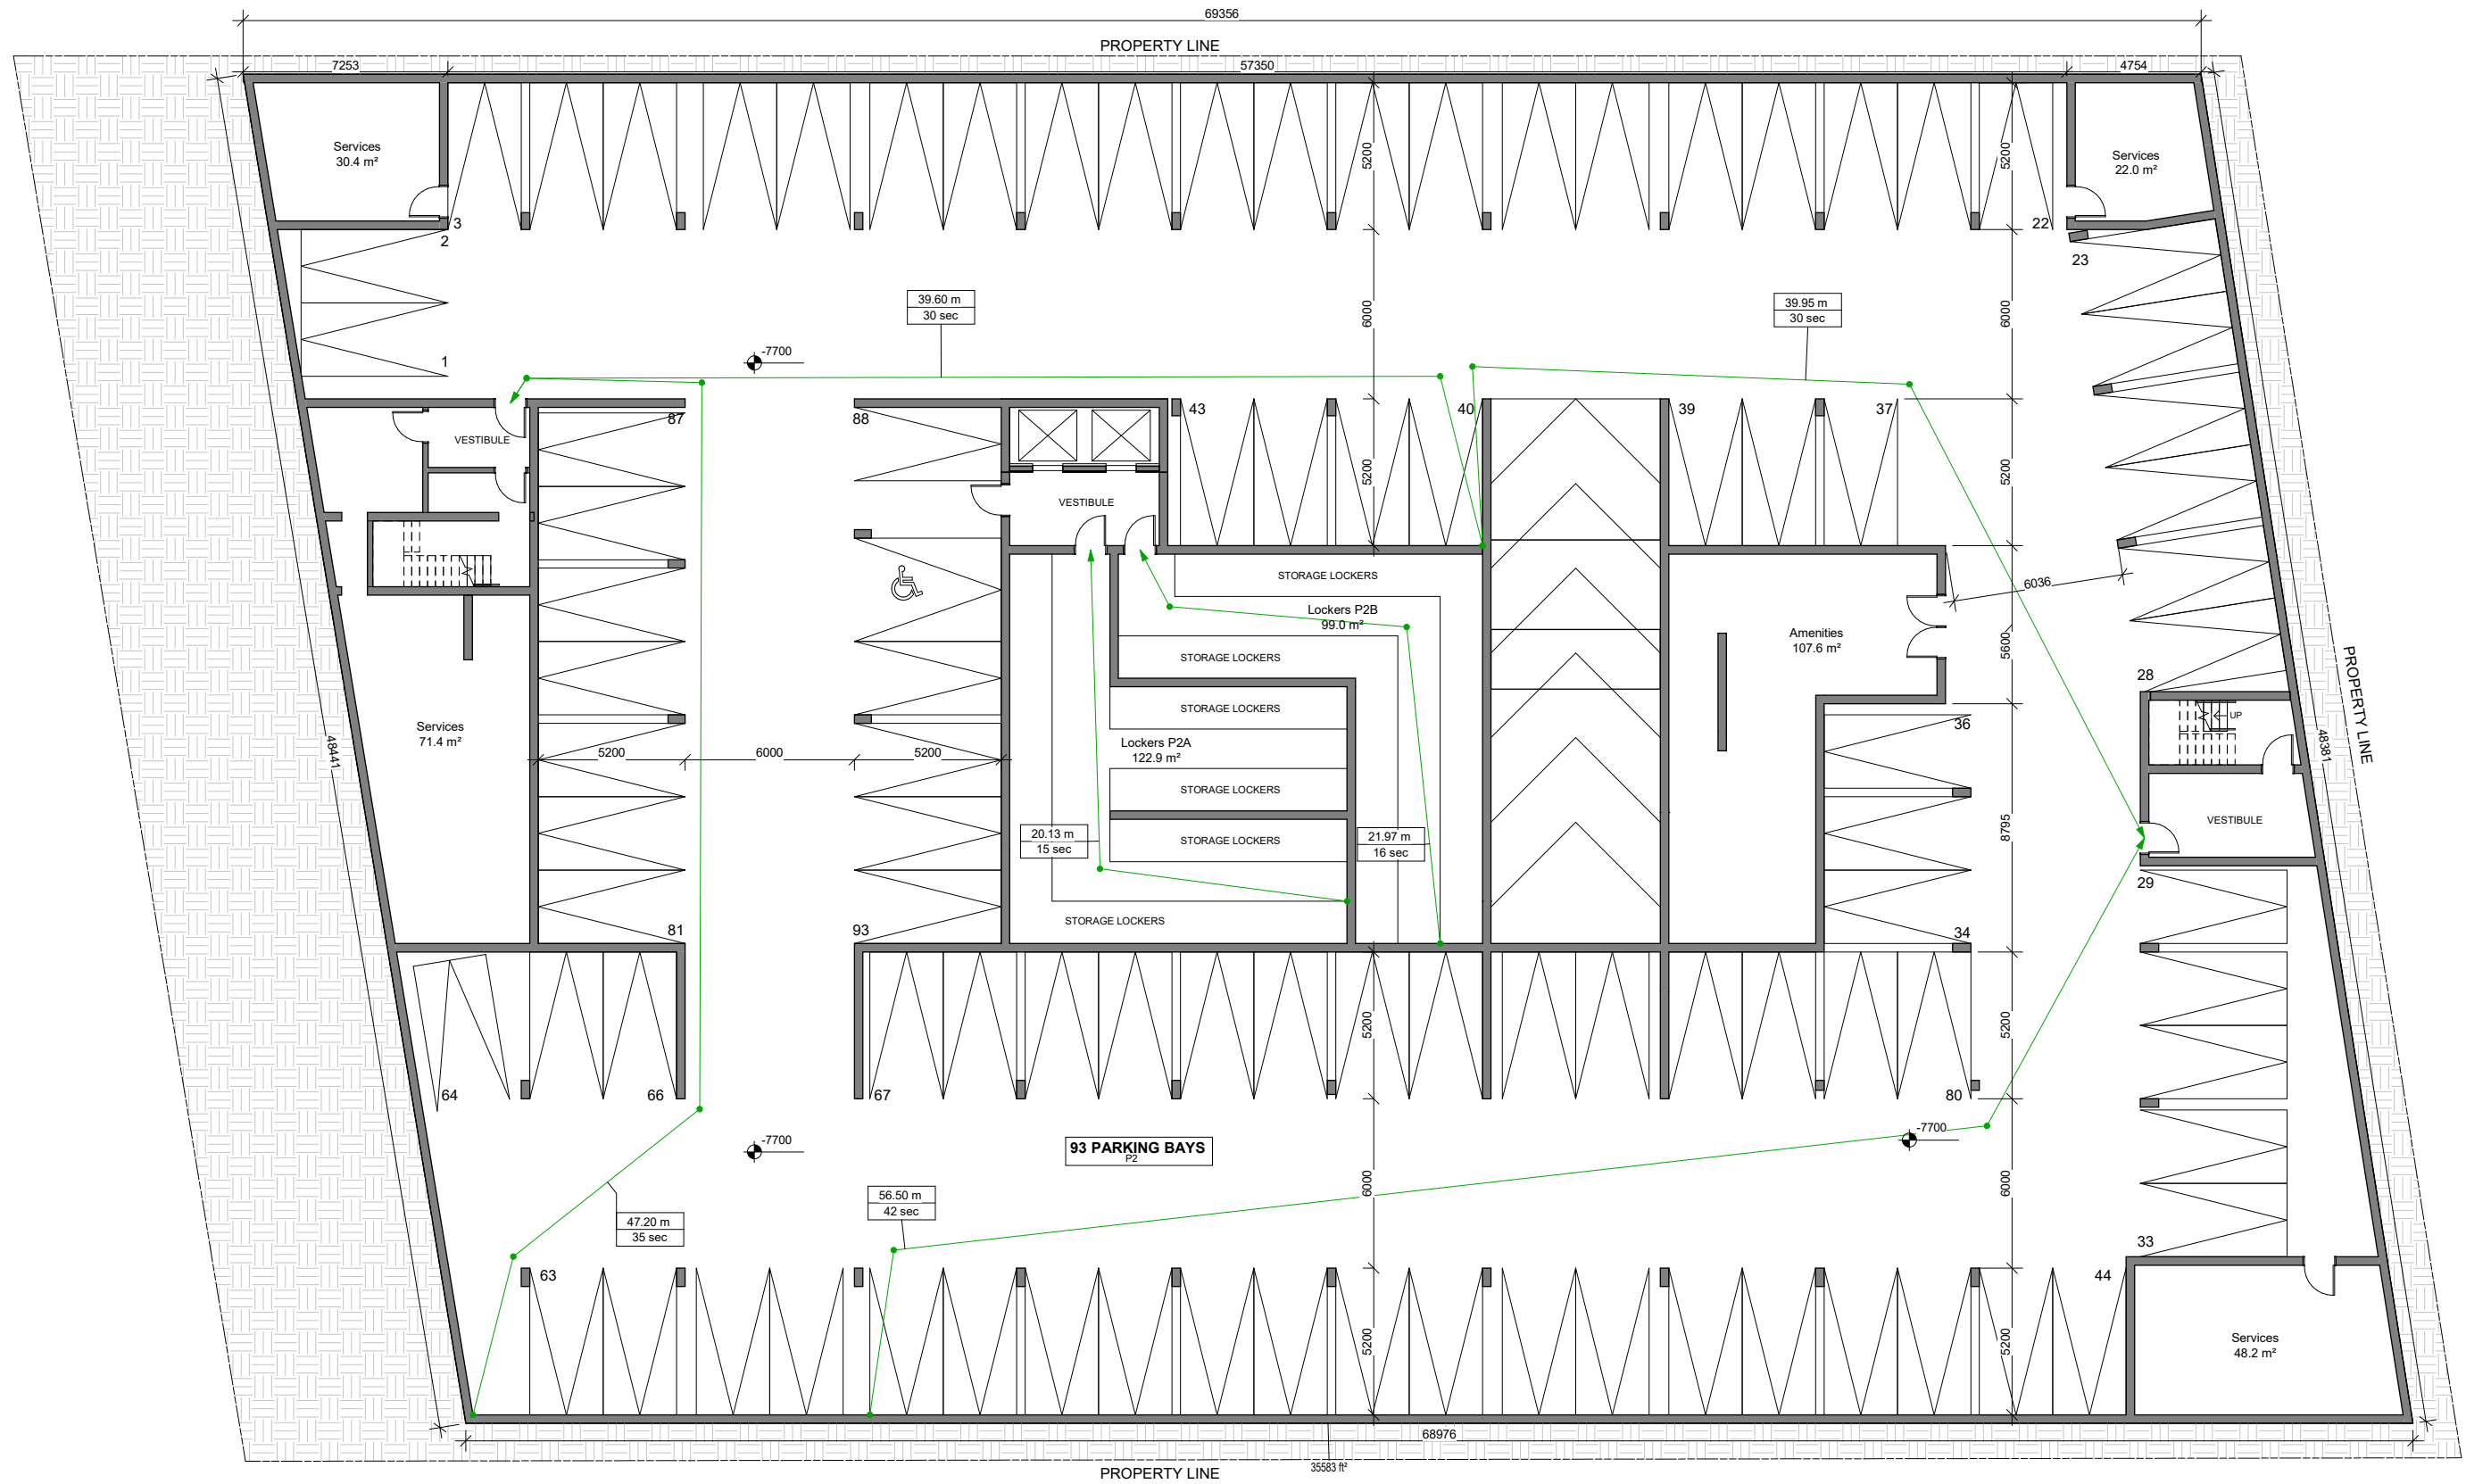 69356
PROPERTY LINE
7253
57350
4754
Services
30.4 m²
5200
5200
Services
22.0 m²
3
2
22
23
39.60 m
30 sec
39.95 m
30 sec
6000
6000
1
-7700
87
88
43
40
39
37
VESTIBULE
5200
5200
VESTIBULE
STORAGE LOCKERS
6036
Lockers P2B
99.0 m²
Amenities
107.6 m²
5600
PROPERTY LINE
STORAGE LOCKERS
28
STORAGE LOCKERS
UP
36
Services
71.4 m²
48441
48381
Lockers P2A
122.9 m²
5200
6000
5200
STORAGE LOCKERS
20.13 m
15 sec
21.97 m
16 sec
STORAGE LOCKERS
8795
VESTIBULE
29
STORAGE LOCKERS
81
93
34
5200
5200
64
66
67
80
-7700
93 PARKING BAYS
P2
-7700
6000
6000
56.50 m
42 sec
47.20 m
35 sec
33
63
44
5200
5200
Services
48.2 m²
68976
PROPERTY LINE
35583 ft²